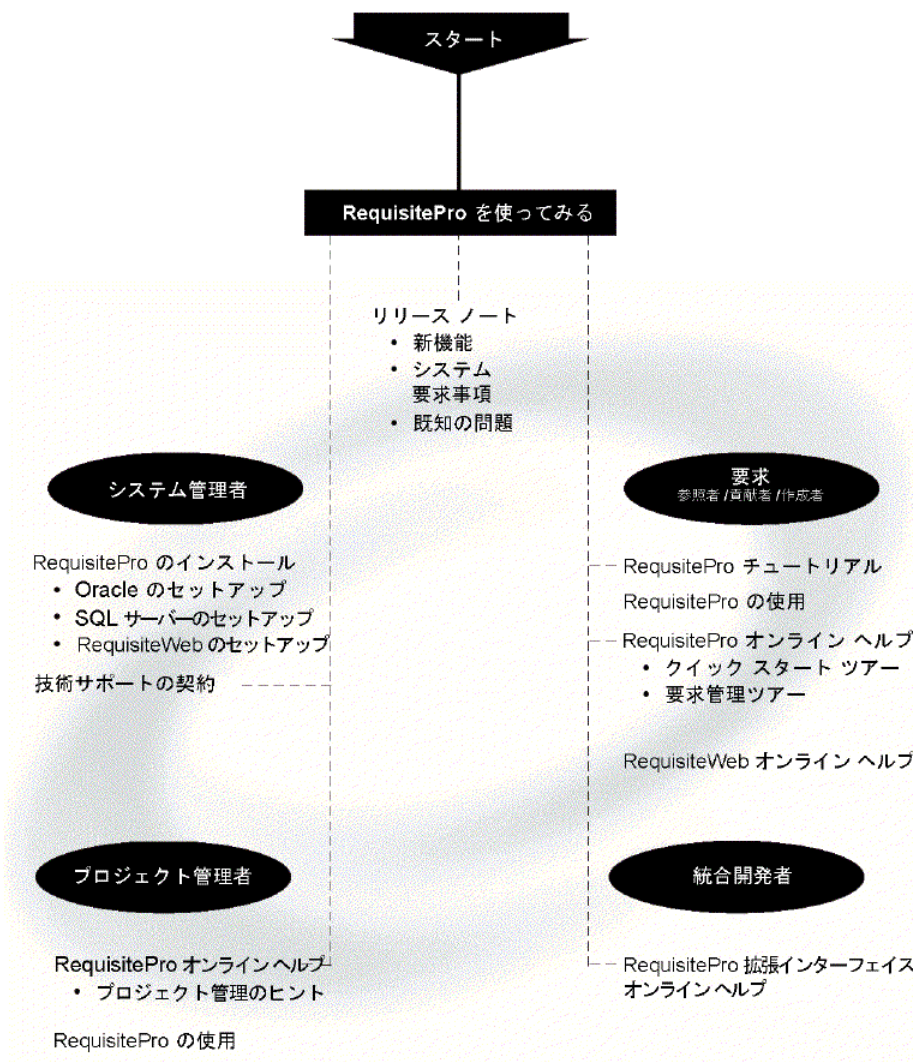 スタート
RequisitePro を使ってみる
リリース ノート
• 新機能
• システム
要求事項
• 既知の問題
システム管理者
RequisitePro のインストール
• Oracle のセットアップ
• SQL サーバーのセットアップ
• RequisiteWeb のセットアップ
技術サポートの契約
要求
参照者 /貢献者 /作成者
RequsitePro チュートリアル
RequisitePro の使用
RequisitePro オンライン ヘルプ
• クイック スタート ツアー
• 要求管理ツアー
RequisiteWeb オンライン ヘルプ
プロジェクト管理者
RequisitePro オンライン ヘルプ
• プロジェクト管理のヒント
RequisitePro の使用
統合開発者
RequisitePro 拡張インターフェイス
オンライン ヘルプ